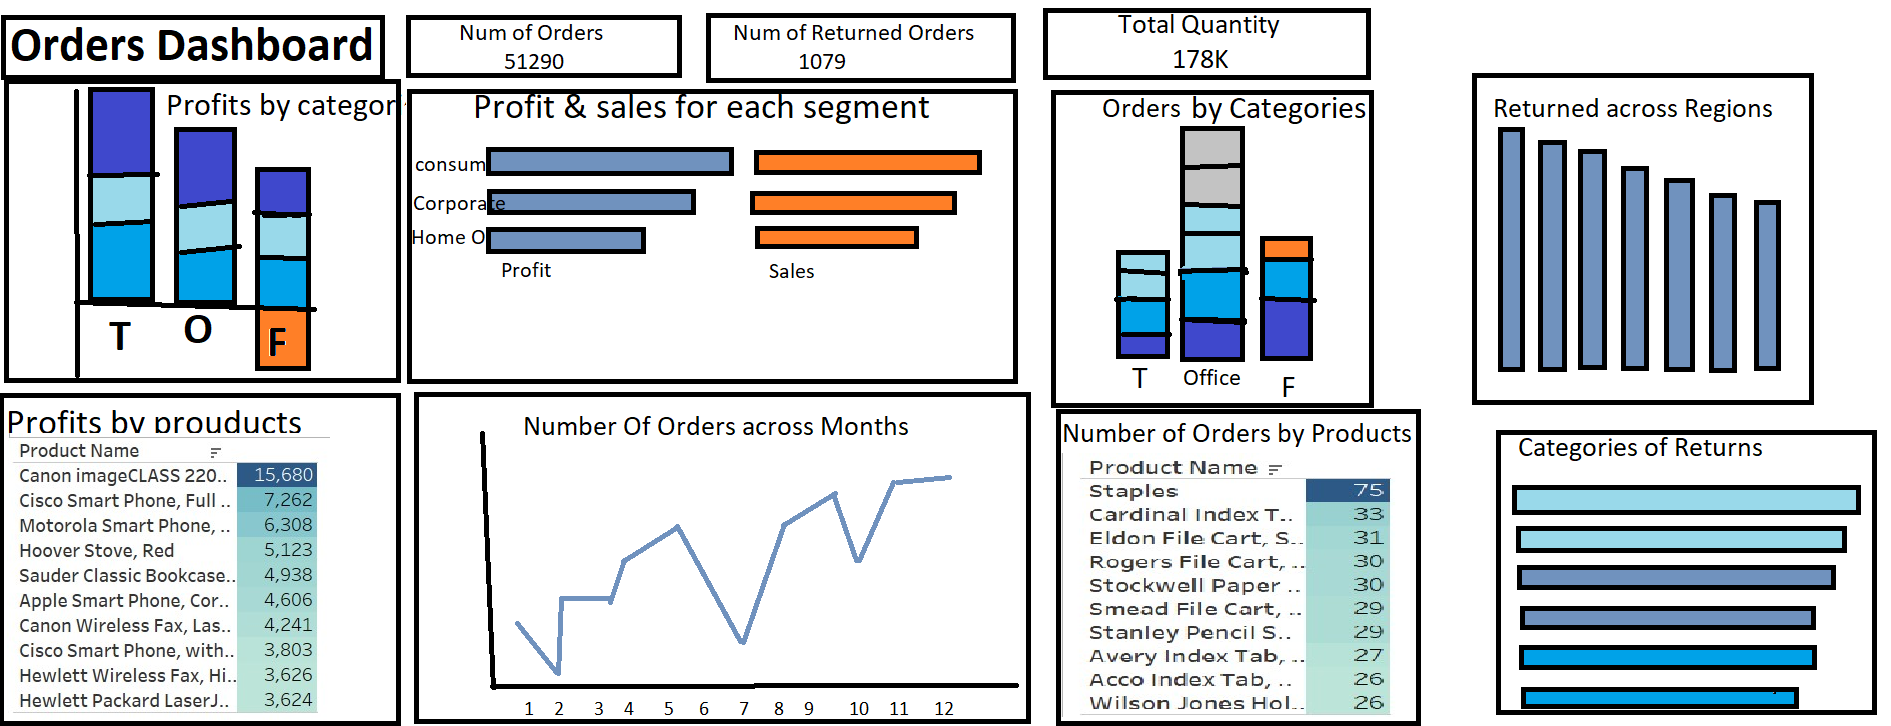 Orders Dashboard
Num of Orders
51290
Num of Returned Orders
1079
Total Quantity
178K
Profits by categor
T
O
F
Profit & sales for each segment
consum
Corporate
Home O
Profit
Sales
Orders by Categories
T
Office
F
Returned across Regions
Profits by prouducts
Product Name
Canon imageCLASS 220.. 15,680
Cisco Smart Phone, Full .. 7,262
Motorola Smart Phone, .. 6,308
Hoover Stove, Red 5,123
Sauder Classic Bookcase.. 4,938
Apple Smart Phone, Cor.. 4,606
Canon Wireless Fax, Las.. 4,241
Cisco Smart Phone, with.. 3,803
Hewlett Wireless Fax, Hi.. 3,626
Hewlett Packard LaserJ.. 3,624
Number Of Orders across Months
1 2 3 4 5 6 7 8 9 10 11 12
Number of Orders by Products
Product Name
Staples 75
Cardinal Index T.. 33
Eldon File Cart, S.. 31
Rogers File Cart, .. 30
Stockwell Paper .. 30
Smead File Cart, .. 29
Stanley Pencil S.. 29
Avery Index Tab, .. 27
Acco Index Tab, .. 26
Wilson Jones Hol.. 26
Categories of Returns